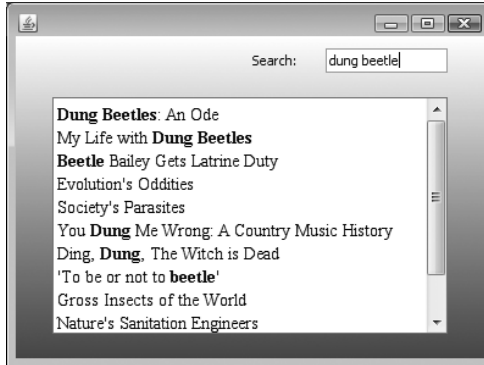 Search: dung beetle
Dung Beetles: An Ode
My Life with Dung Beetles
Beetle Bailey Gets Latrine Duty
Evolution's Oddities
Society's Parasites
You Dung Me Wrong: A Country Music History
Ding, Dung, The Witch is Dead
'To be or not to beetle'
Gross Insects of the World
Nature's Sanitation Engineers